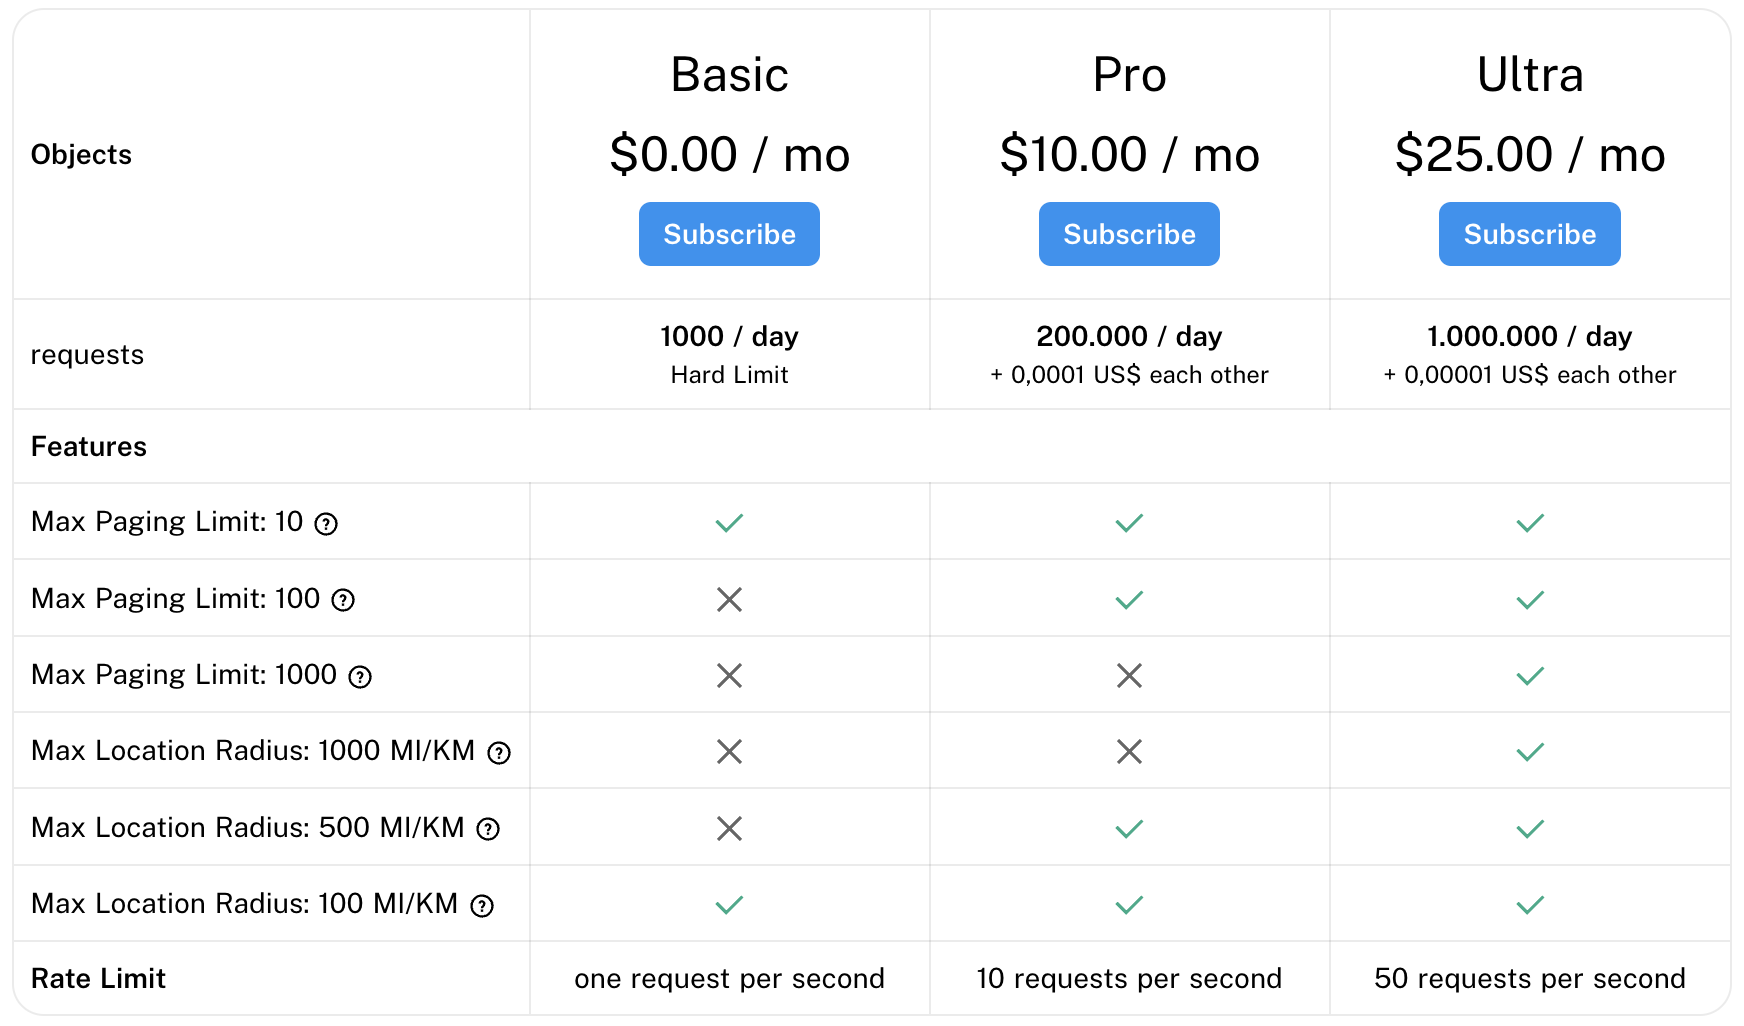 Objects
Basic
$0.00 / mo
Subscribe
Pro
$10.00 / mo
Subscribe
Ultra
$25.00 / mo
Subscribe
requests
1000 / day
Hard Limit
200.000 / day
+ 0,0001 US$ each other
1.000.000 / day
+ 0,00001 US$ each other
Features
Max Paging Limit: 10 ?
Max Paging Limit: 100 ?
Max Paging Limit: 1000 ?
Max Location Radius: 1000 MI/KM ?
Max Location Radius: 500 MI/KM ?
Max Location Radius: 100 MI/KM ?
Rate Limit
one request per second
10 requests per second
50 requests per second